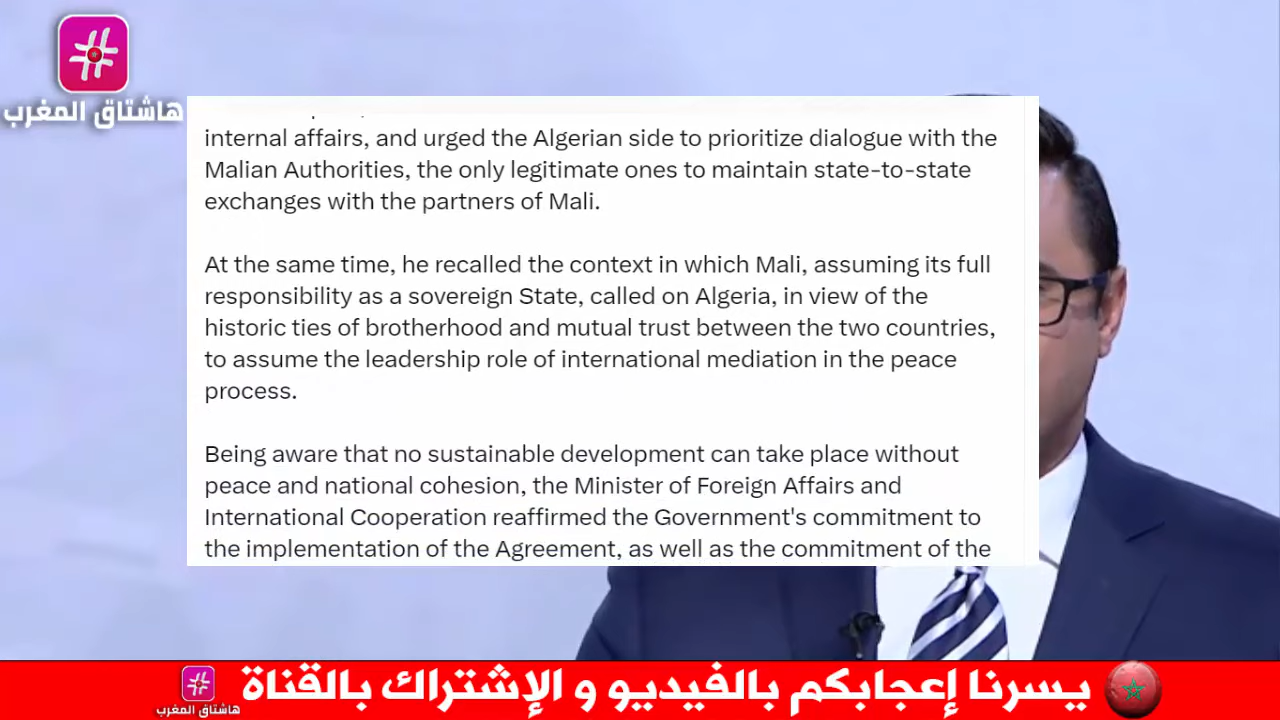 هاشتاق المغرب
internal affairs, and urged the Algerian side to prioritize dialogue with the
Malian Authorities, the only legitimate ones to maintain state-to-state
exchanges with the partners of Mali.
At the same time, he recalled the context in which Mali, assuming its full
responsibility as a sovereign State, called on Algeria, in view of the
historic ties of brotherhood and mutual trust between the two countries,
to assume the leadership role of international mediation in the peace
process.
Being aware that no sustainable development can take place without
peace and national cohesion, the Minister of Foreign Affairs and
International Cooperation reaffirmed the Government's commitment to
the implementation of the Agreement, as well as the commitment of the
يسرنا إعجابكم بالفيديو و الإشتراك بالقناة
هاشتاق المغرب